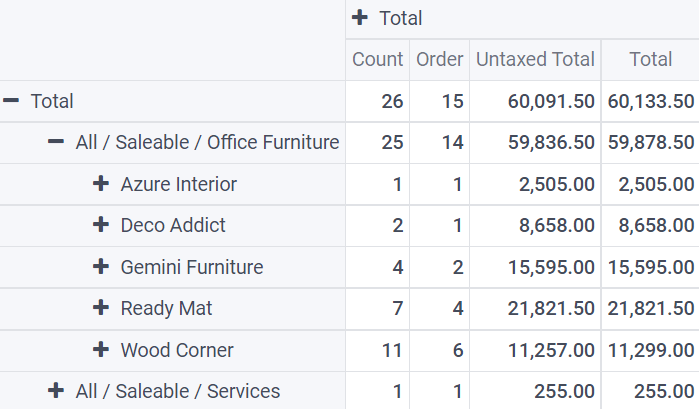 Total
Count Order Untaxed Total Total
Total 26 15 60,091.50 60,133.50
All / Saleable / Office Furniture 25 14 59,836.50 59,878.50
Azure Interior 1 1 2,505.00 2,505.00
Deco Addict 2 1 8,658.00 8,658.00
Gemini Furniture 4 2 15,595.00 15,595.00
Ready Mat 7 4 21,821.50 21,821.50
Wood Corner 11 6 11,257.00 11,299.00
All / Saleable / Services 1 1 255.00 255.00